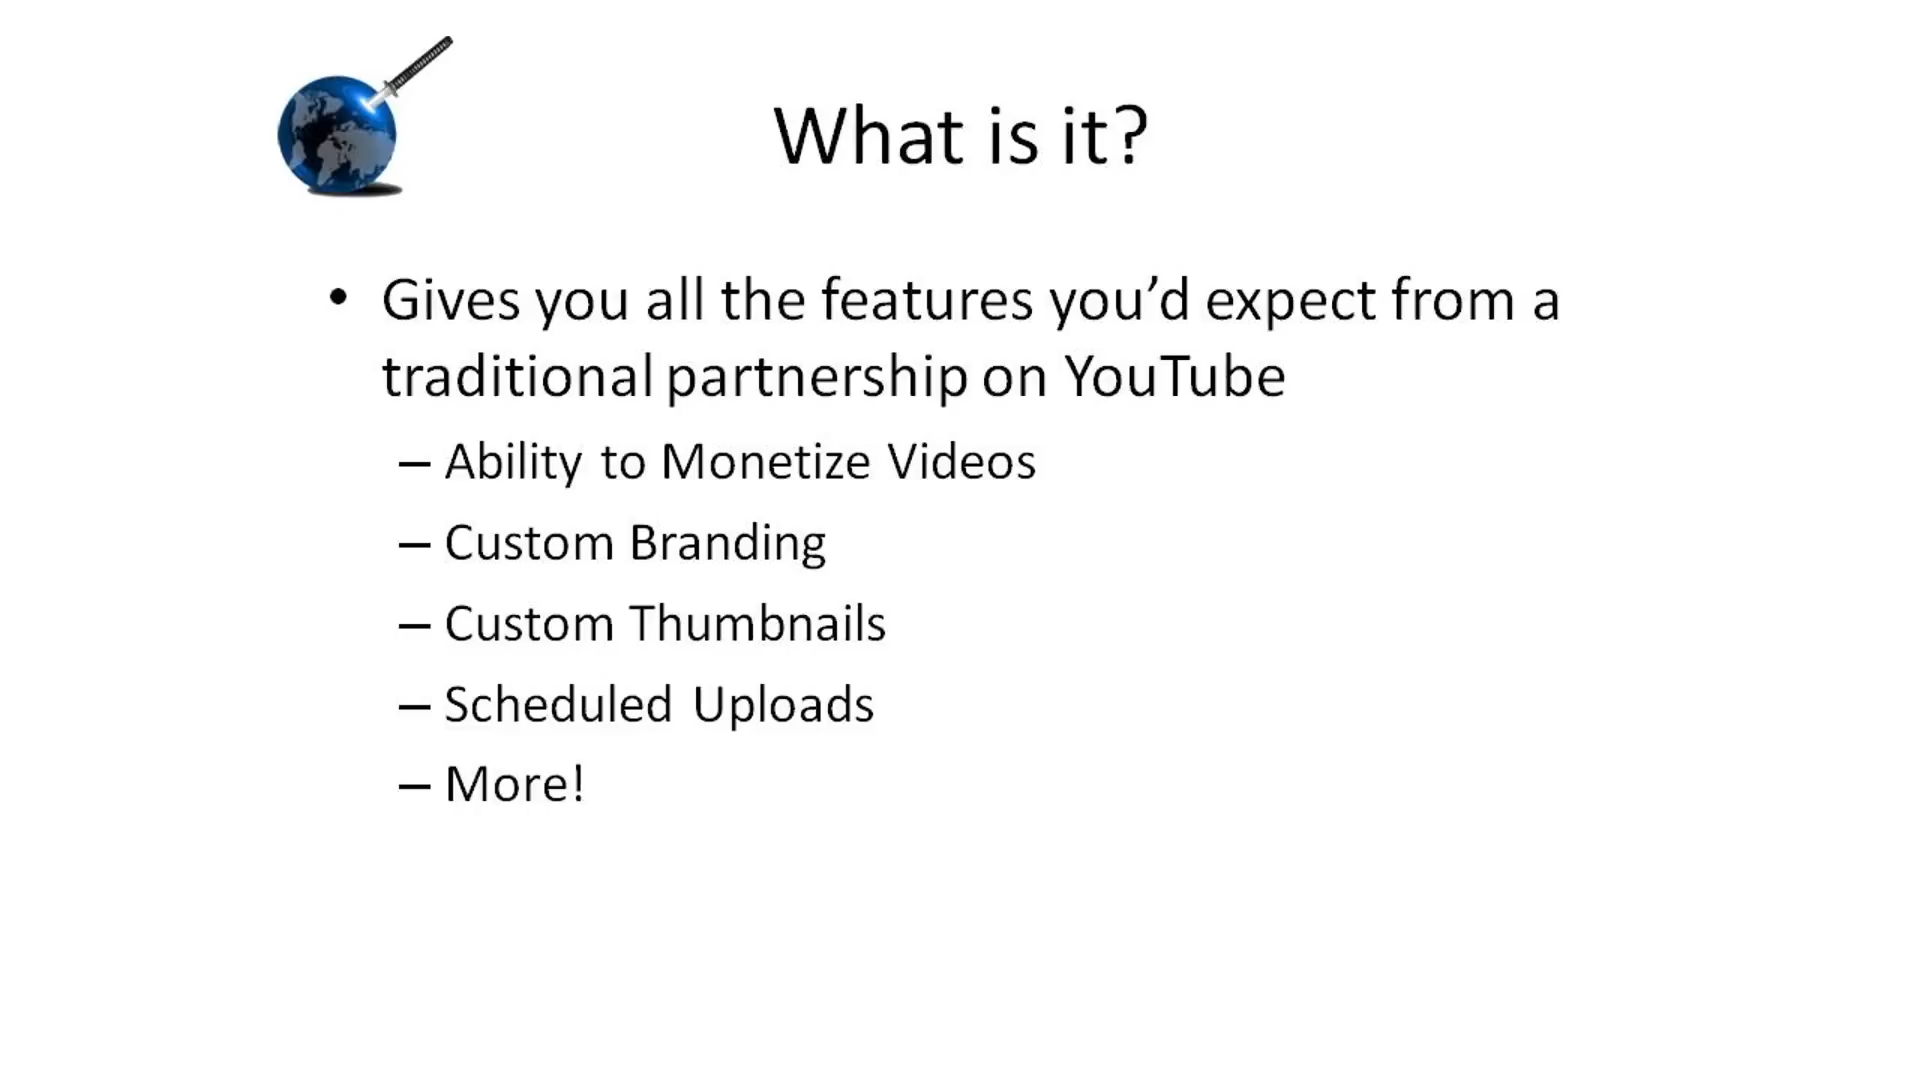 What is it?
• Gives you all the features you’d expect from a
traditional partnership on YouTube
– Ability to Monetize Videos
– Custom Branding
– Custom Thumbnails
– Scheduled Uploads
– More!